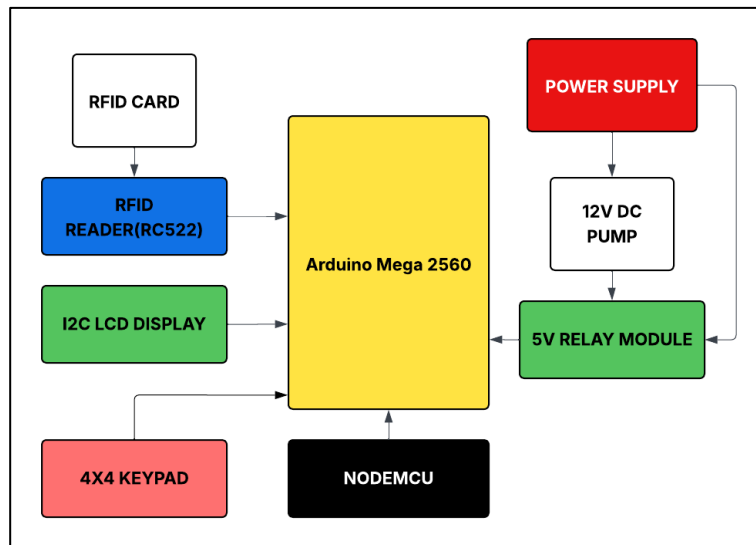 RFID CARD
RFID
READER(RC522)
I2C LCD DISPLAY
4X4 KEYPAD
Arduino Mega 2560
NODEMCU
POWER SUPPLY
12V DC
PUMP
5V RELAY MODULE